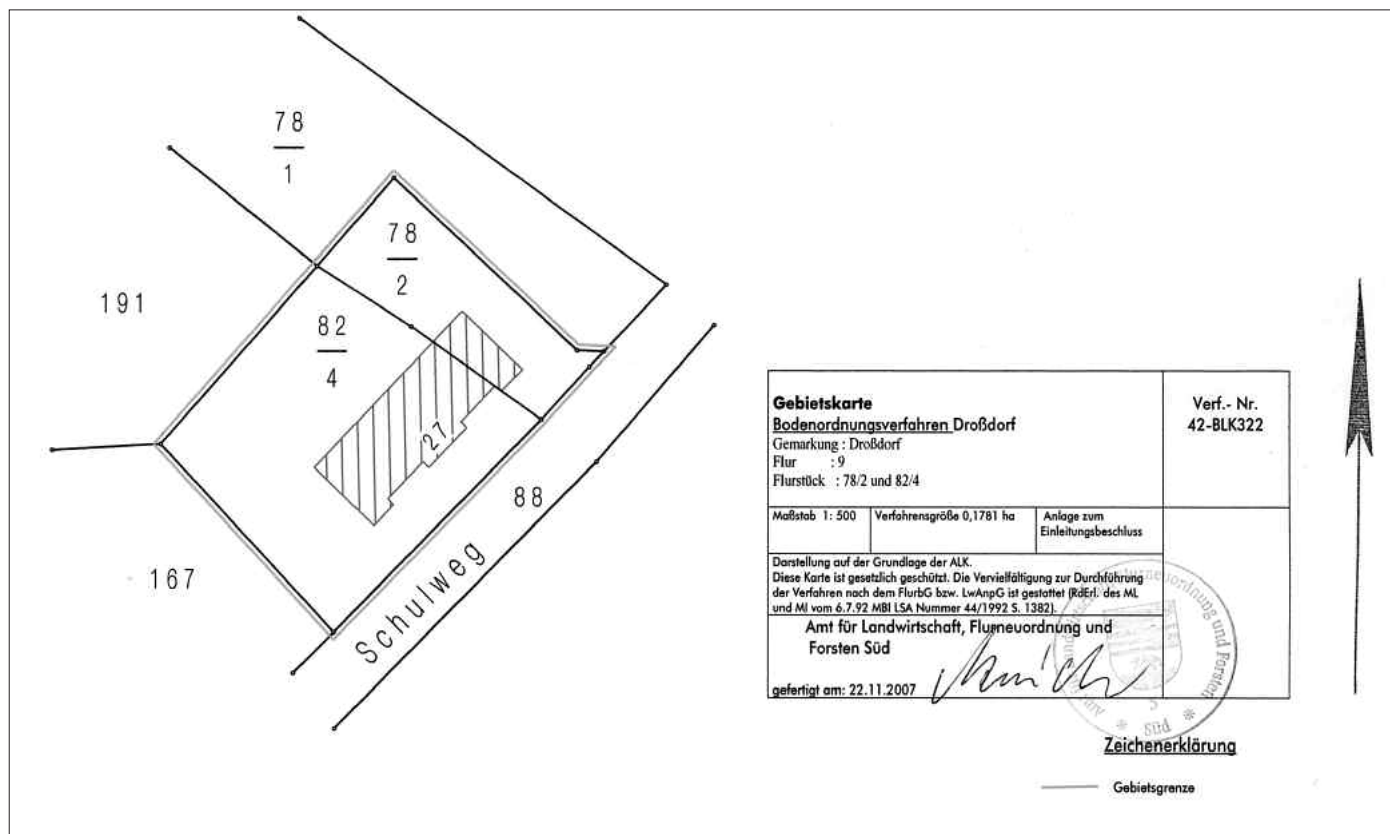 78
1
78
2
191
82
4
27
88
167
Schulweg
Gebietskarte
Bodenordnungsverfahren Droßdorf
Gemarkung : Droßdorf
Flur : 9
Flurstück : 78/2 und 82/4
Verf.- Nr.
42-BLK322
Maßstab 1: 500
Verfahrensgröße 0,1781 ha
Anlage zum
Einleitungsbeschluss
Darstellung auf der Grundlage der ALK.
Diese Karte ist gesetzlich geschützt. Die Vervielfältigung zur Durchführung
der Verfahren nach dem FlurbG bzw. LwAnpG ist gestattet (RdErl. des ML
und MI vom 6.7.92 MBl LSA Nummer 44/1992 S. 1382).
Amt für Landwirtschaft, Flurneuordnung und
Forsten Süd
gefertigt am: 22.11.2007
und Forsten
* Süd *
Zeichenerklärung
Gebietsgrenze